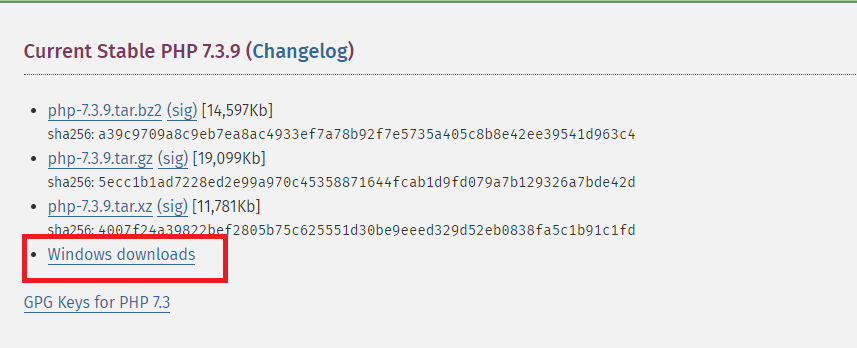 Current Stable PHP 7.3.9 (Changelog)
php-7.3.9.tar.bz2 (sig) [14,597Kb]
sha256: a39c9709a8c9eb7ea8ac4933ef7a78b92f7e5735a405c8b8e42ee39541d963c4
php-7.3.9.tar.gz (sig) [19,099Kb]
sha256: 5ecc1b1ad7228ed2e99a970c45358871644fcab1d9fd079a7b129326a7bde42d
php-7.3.9.tar.xz (sig) [11,781Kb]
sha256: 4007f24a39822bef2805b75c625551d30be9eeed329d52eb0838fa5c1b91c1fd
Windows downloads
GPG Keys for PHP 7.3